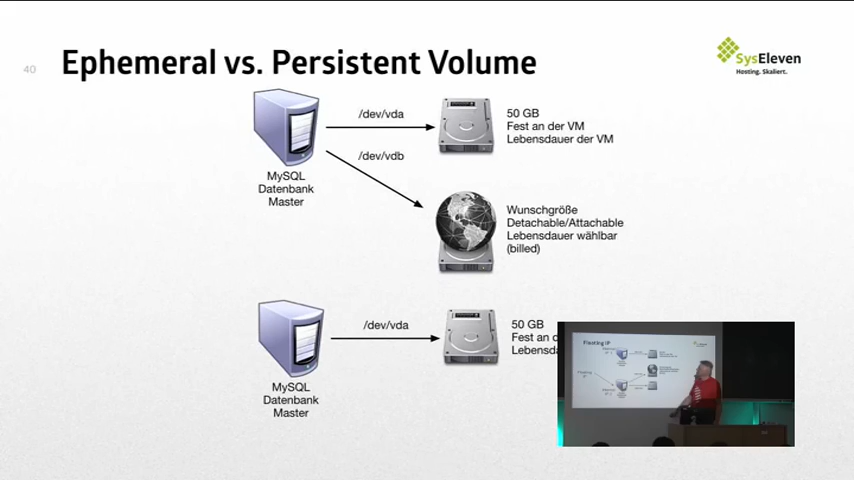 40
Ephemeral vs. Persistent Volume
SysEleven
Hosting. Skaliert.
/dev/vda
50 GB
Fest an der VM
Lebensdauer der VM
MySQL
Datenbank
Master
/dev/vdb
Wunschgröße
Detachable/Attachable
Lebensdauer wählbar
(billed)
/dev/vda
50 GB
Fest an d
Lebensda
MySQL
Datenbank
Master
Floating IP